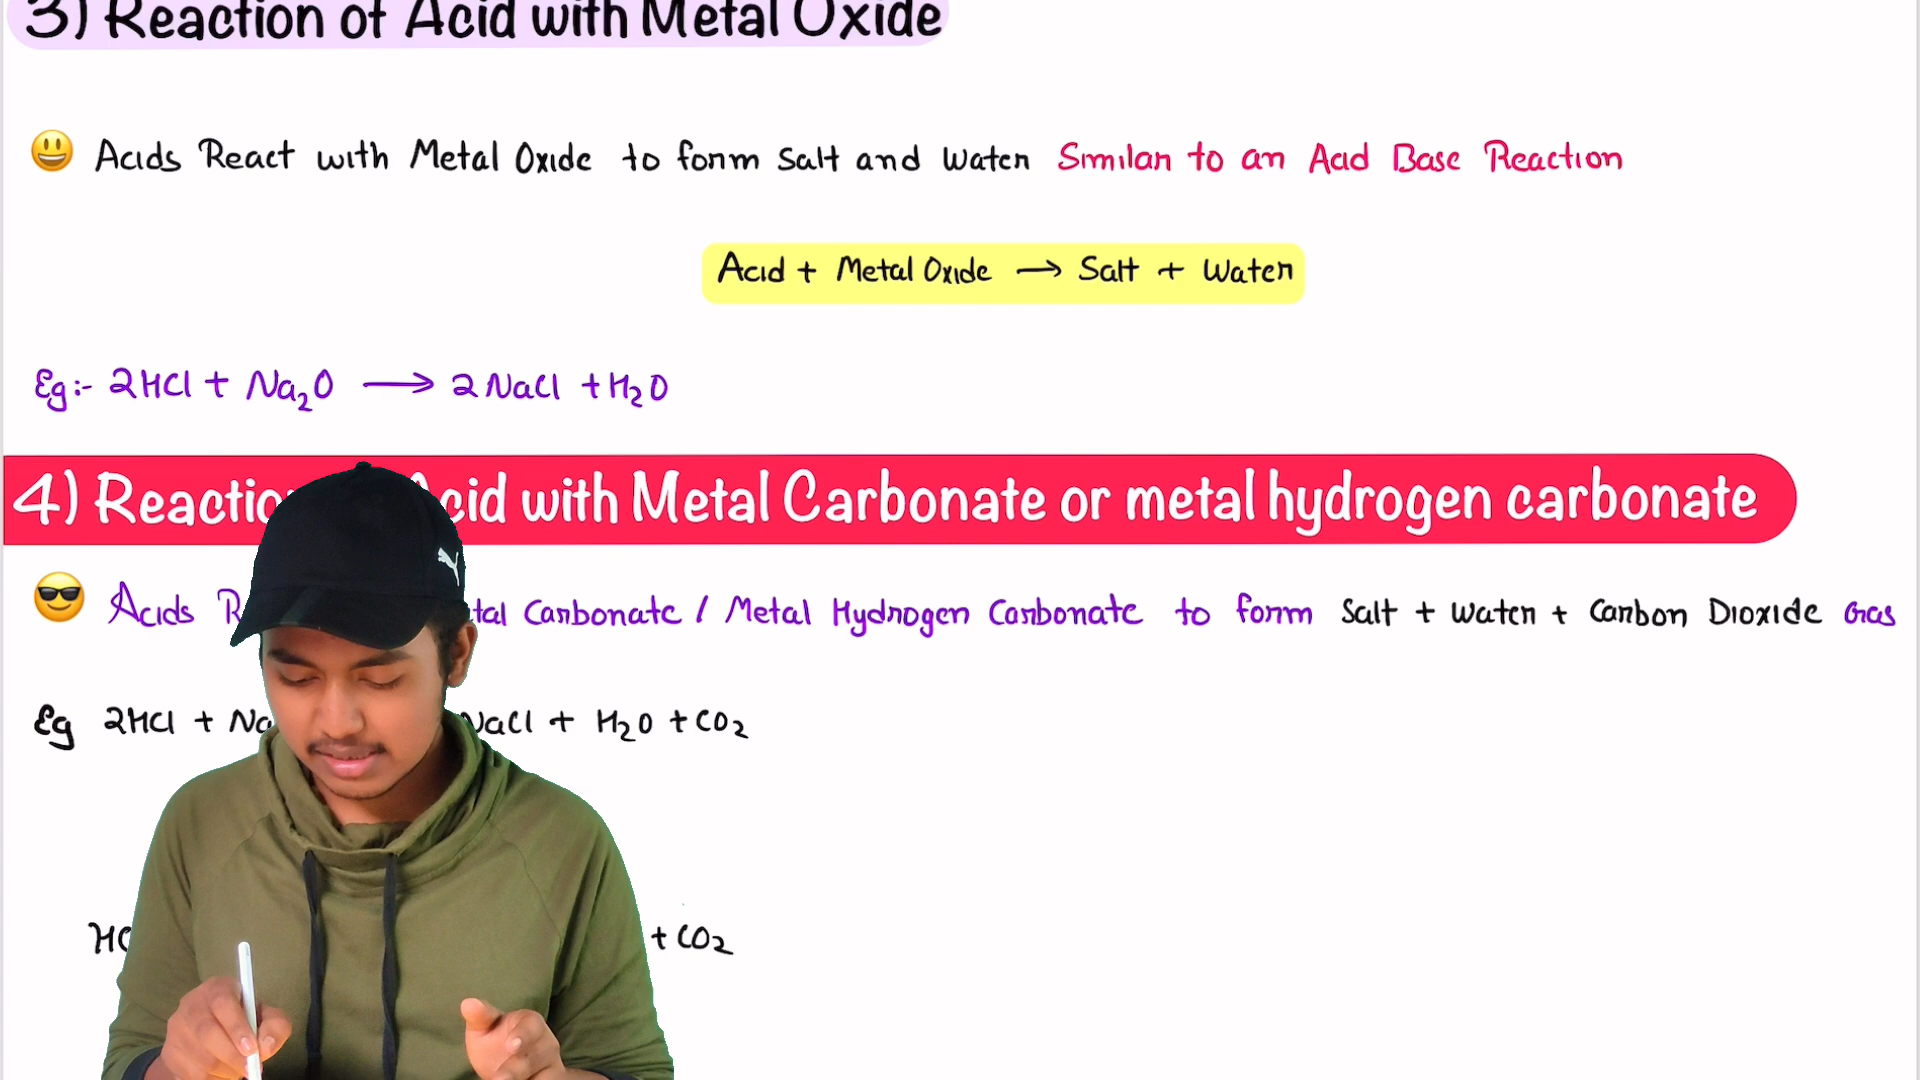 3) Reaction of Acid with Metal Oxide
Acids React with Metal Oxide to form Salt and Water Similar to an Acid Base Reaction
Acid + Metal Oxide → Salt + Water
Eg:- 2HCl + Na₂O → 2NaCl + H₂O
4) Reactio cid with Metal Carbonate or metal hydrogen carbonate
Acids R tal Carbonate / Metal Hydrogen Carbonate to form Salt + Water + Carbon Dioxide Gas
Eg 2HCl + Na NaCl + H₂O + CO₂
HC + CO₂